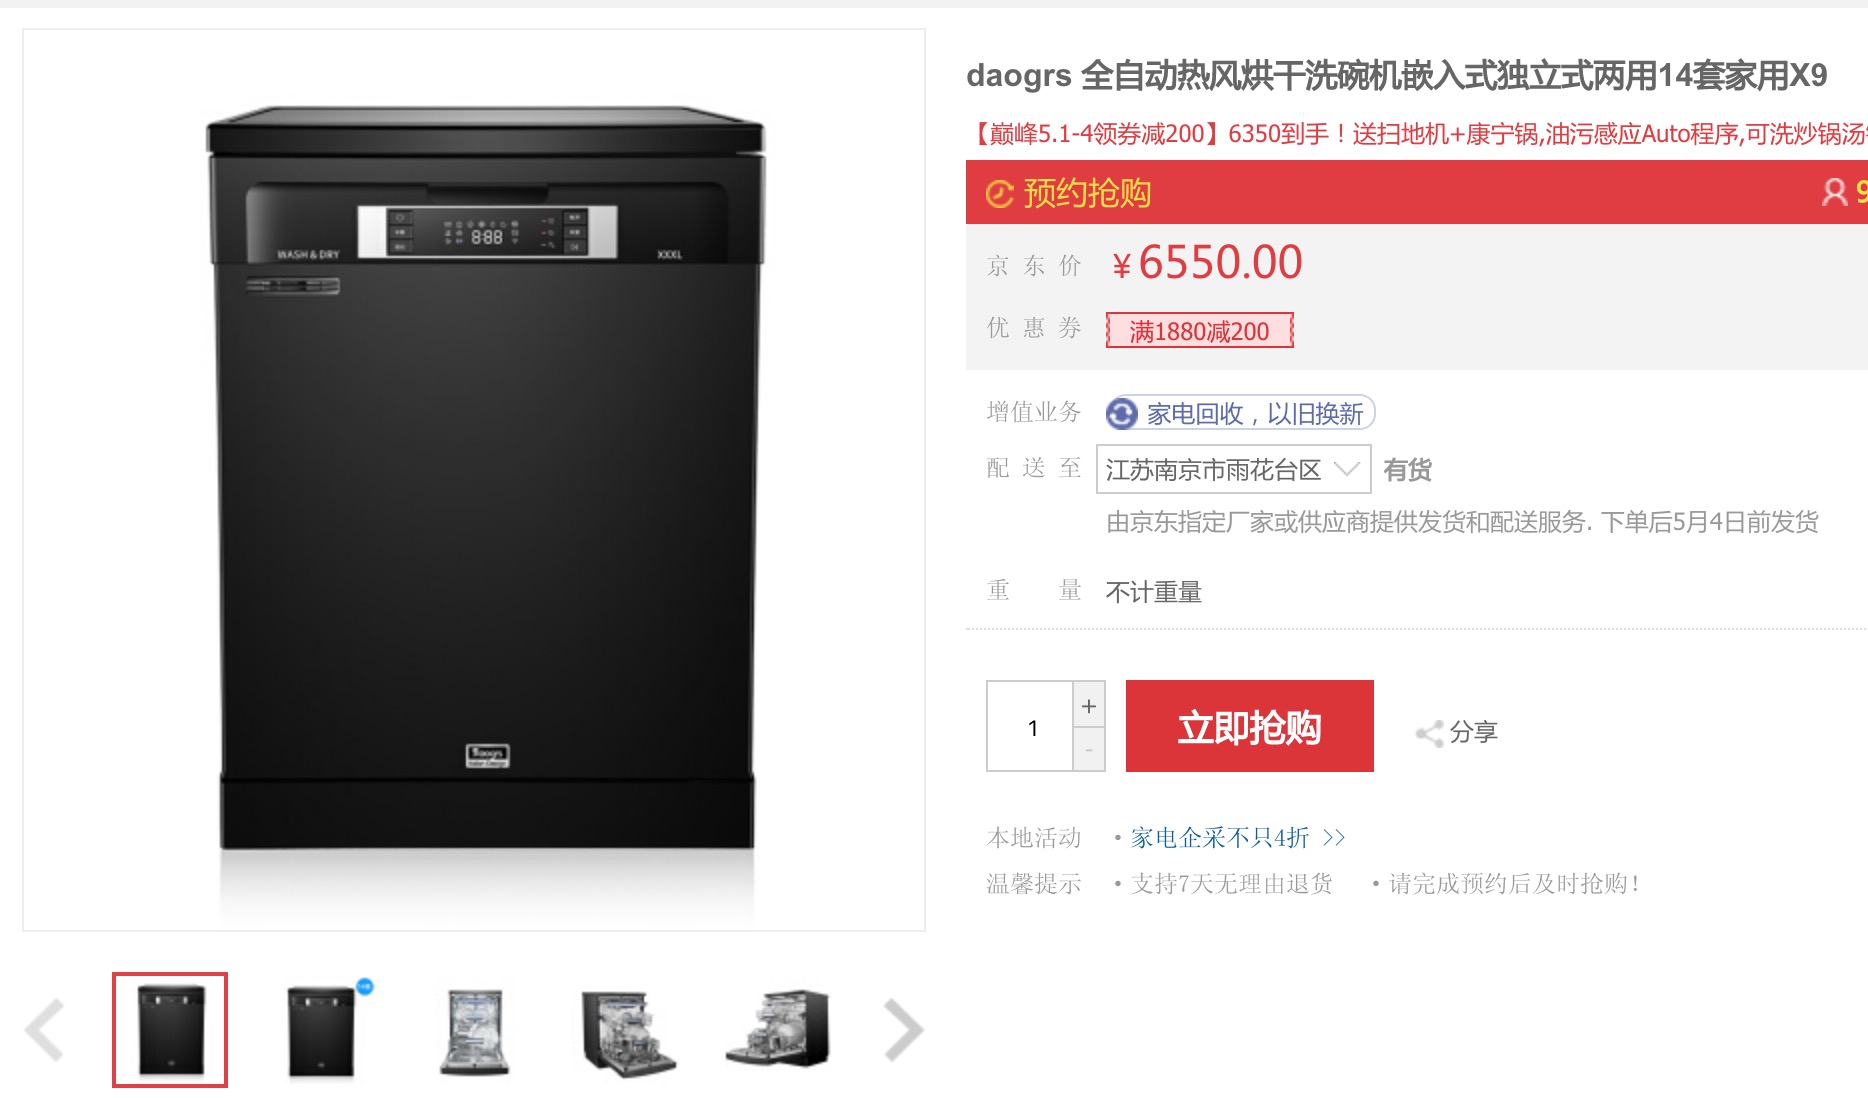 daogrs 全自动热风烘干洗碗机嵌入式独立式两用14套家用X9
【巅峰5.1-4领券减200】6350到手！送扫地机+康宁锅,油污感应Auto程序,可洗炒锅汤
预约抢购 9
京东价 ￥6550.00
优惠券 满1880减200
增值业务 家电回收，以旧换新
配送至 江苏南京市雨花台区 有货
由京东指定厂家或供应商提供发货和配送服务. 下单后5月4日前发货
重量 不计重量
1 + -
立即抢购
分享
本地活动 · 家电企采不只4折 >>
温馨提示 · 支持7天无理由退货 · 请完成预约后及时抢购！
WASH & DRY 8:88 XXXL
daogrs